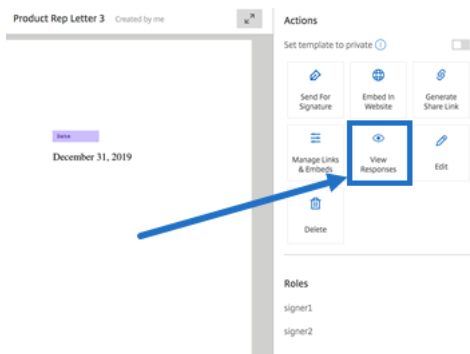 Product Rep Letter 3 Created by me
Actions
Set template to private
Send For
Signature
Embed In
Website
Generate
Share Link
Manage Links
& Embeds
View
Responses
Edit
Delete
Date
December 31, 2019
Roles
signer1
signer2